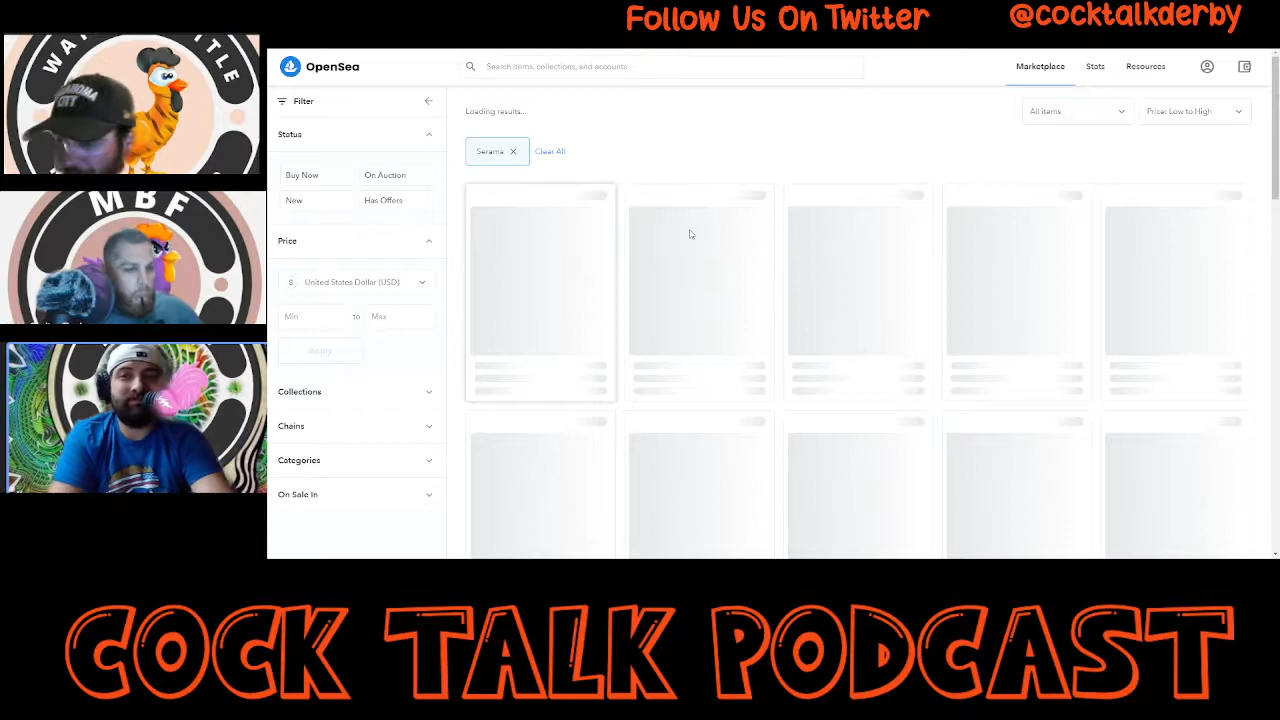 Follow Us On Twitter
@cocktalkderby
OpenSea
Search items, collections, and accounts
Marketplace
Stats
Resources
Filter
Loading results...
All items
Price: Low to High
Status
Serama
Clear All
Buy Now
On Auction
New
Has Offers
Price
$ United States Dollar (USD)
Min
to
Max
Apply
Collections
Chains
Categories
On Sale In
MBF
COCK TALK PODCAST